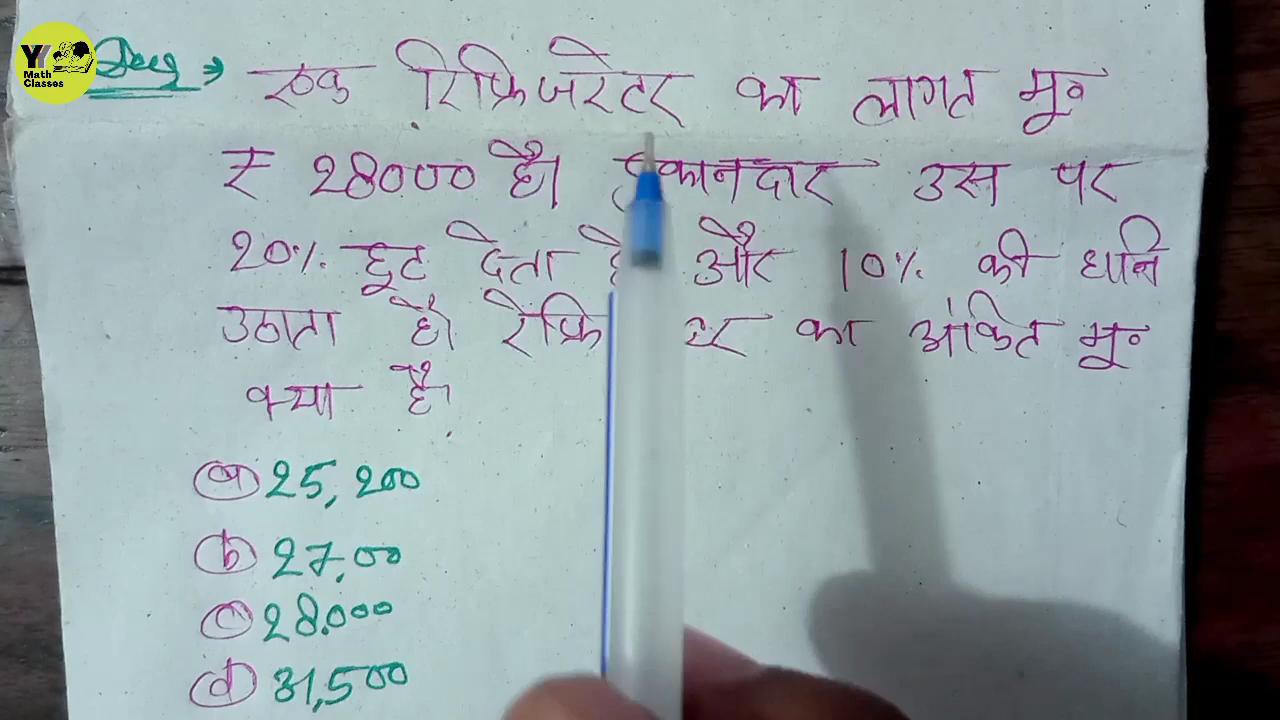 YY
Math
Classes
एक रिफ्रिजरेटर का लागत मू०
₹ 28000 है। दुकानदार उस पर
20% छूट देता है और 10% की हानि
उठाता है। का अंकित मू०
क्या है।
a 25,200
b 27,00
c 28.000
d 31,500